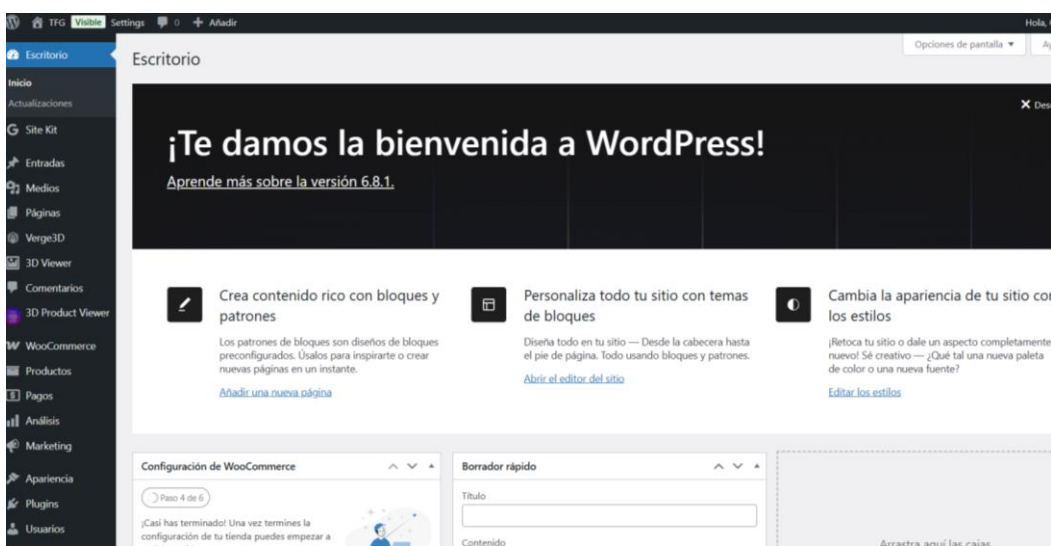 TFG Visible Settings 0 + Añadir Hola,
Escritorio
Inicio
Actualizaciones
Site Kit
Entradas
Medios
Páginas
Verge3D
3D Viewer
Comentarios
3D Product Viewer
WooCommerce
Productos
Pagos
Análisis
Marketing
Apariencia
Plugins
Usuarios
Opciones de pantalla ▼
Escritorio
¡Te damos la bienvenida a WordPress!
Aprende más sobre la versión 6.8.1.
Crea contenido rico con bloques y
patrones
Los patrones de bloques son diseños de bloques
preconfigurados. Úsalos para inspirarte o crear
nuevas páginas en un instante.
Añadir una nueva página
Personaliza todo tu sitio con temas
de bloques
Diseña todo en tu sitio — Desde la cabecera hasta
el pie de página. Todo usando bloques y patrones.
Abrir el editor del sitio
Cambia la apariencia de tu sitio con
los estilos
¡Retoca tu sitio o dale un aspecto completamente
nuevo! Sé creativo — ¿Qué tal una nueva paleta
de color o una nueva fuente?
Editar los estilos
Configuración de WooCommerce
Paso 4 de 6
¡Casi has terminado! Una vez termines la
configuración de tu tienda puedes empezar a
Borrador rápido
Título
Contenido
Arrastra aquí las cajas